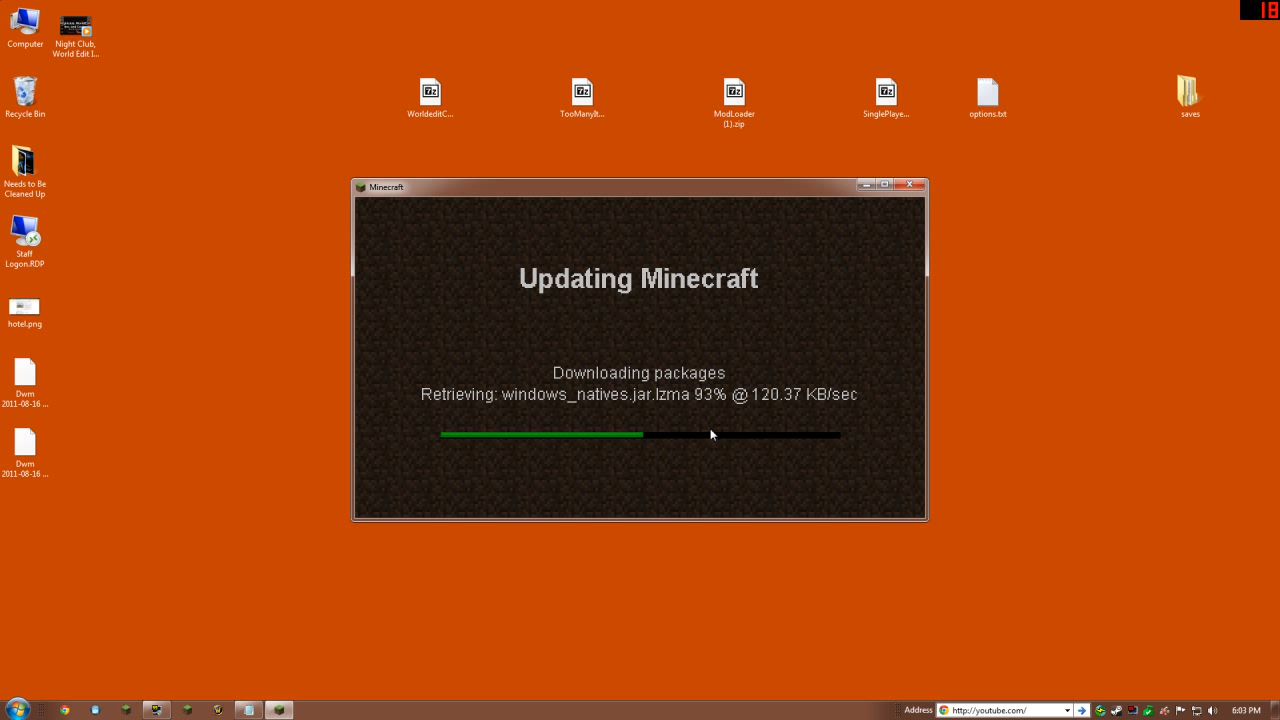 18
Computer
Night Club,
World Edit I...
Recycle Bin
WorldeditC...
TooManyIt...
ModLoader
(1).zip
SinglePlaye...
options.txt
saves
Needs to Be
Cleaned Up
Staff
Logon.RDP
hotel.png
Dwm
2011-08-16 ...
Dwm
2011-08-16 ...
Minecraft
Updating Minecraft
Downloading packages
Retrieving: windows_natives.jar.lzma 93% @ 120.37 KB/sec
Address
http://youtube.com/
6:03 PM